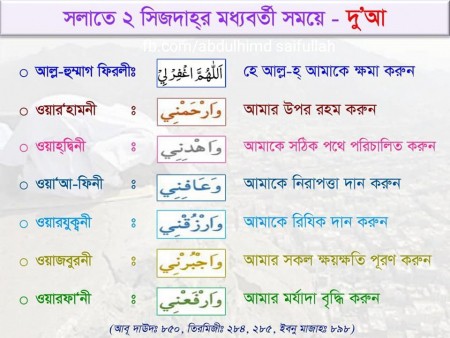 সলাতে ২ সিজদাহ্‌র মধ্যবর্তী সময়ে - দু’আ
fb.com/abdulhimd saifullah
আল্ল-হুম্মাগ ফিরলীঃ اَللّٰهُمَّ اغْفِرْلِيْ হে আল্ল-হ্ আমাকে ক্ষমা করুন
ওয়ার‘হামনী : وَارْحَمْنِي আমার উপর রহম করুন
ওয়াহ্‌দ্বিনী : وَاهْدِنِي আমাকে সঠিক পথে পরিচালিত করুন
ওয়া‘আ-ফিনী : وَعَافِنِي আমাকে নিরাপত্তা দান করুন
ওয়ারযুক্বনী : وَارْزُقْنِي আমাকে রিযিক দান করুন
ওয়াজবুরনী : وَاجْبُرْنِي আমার সকল ক্ষয়ক্ষতি পূরণ করুন
ওয়ারফা‘নী : وَارْفَعْنِي আমার মর্যাদা বৃদ্ধি করুন
(আবূ দাউদঃ ৮৫০, তিরমিজীঃ ২৮৪, ২৮৫, ইবনু মাজাহঃ ৮৯৮)